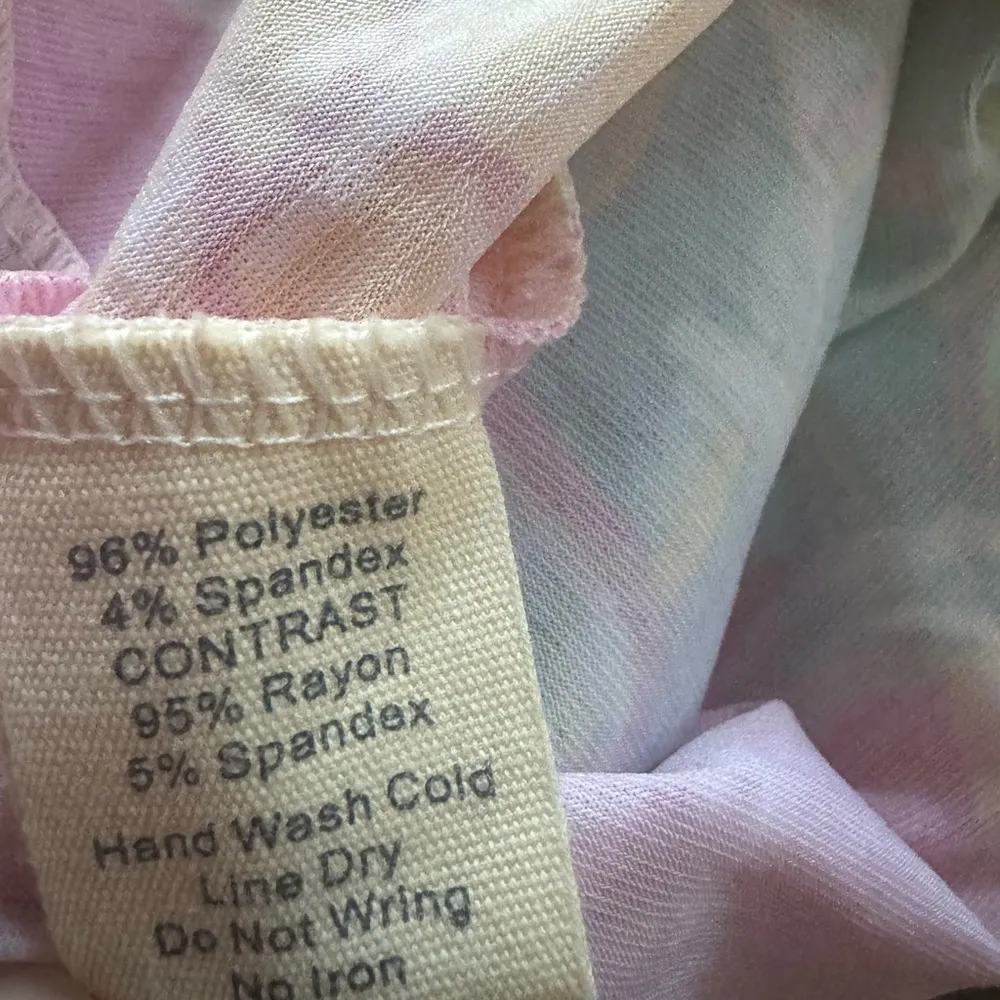 96% Polyester
4% Spandex
CONTRAST
95% Rayon
5% Spandex
Hand Wash Cold
Line Dry
Do Not Wring
No Iron